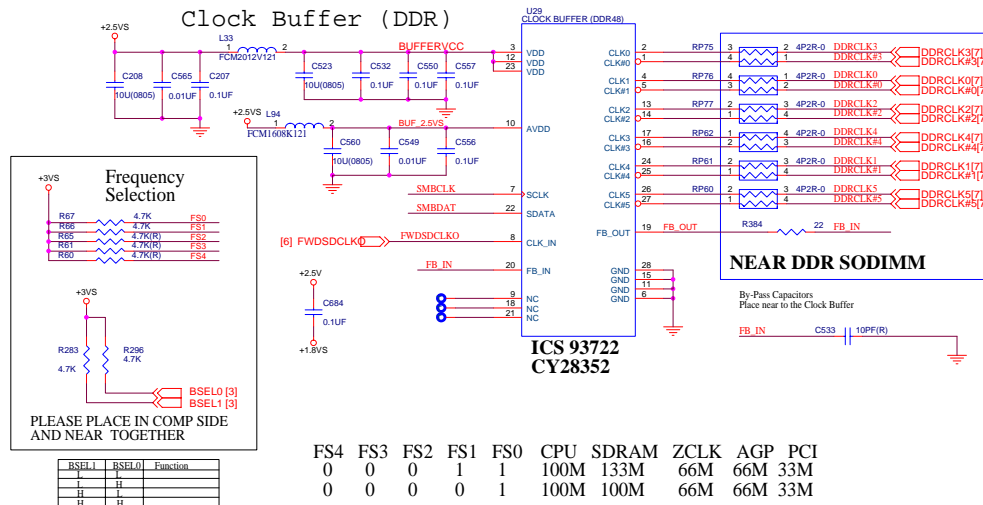 Clock Buffer (DDR)
U29
CLOCK BUFFER (DDR48)
+2.5VS
L33
1 2
FCM2012V121
BUFFERVCC
C208
10U(0805)
C565
0.01UF
C207
0.1UF
C523
10U(0805)
C532
0.1UF
C550
0.1UF
C557
0.1UF
3 VDD
12 VDD
23 VDD
+2.5VS
L94
1 2
FCM1608K121
BUF_2.5VS
10 AVDD
C560
10U(0805)
C549
0.01UF
C556
0.1UF
SMBCLK 7 SCLK
SMBDAT 22 SDATA
[6] FWDSDCLKO FWDSDCLKO 8 CLK_IN
FB_IN 20 FB_IN
9 NC
18 NC
21 NC
CLK0 2 RP75 3 2 4P2R-0 DDRCLK3 DDRCLK3[7]
CLK#0 1 4 1 DDRCLK#3 DDRCLK#3[7
CLK1 4 RP76 4 1 4P2R-0 DDRCLK0 DDRCLK0[7]
CLK#1 5 3 2 DDRCLK#0 DDRCLK#0[7
CLK2 13 RP77 2 3 4P2R-0 DDRCLK2 DDRCLK2[7]
CLK#2 14 1 4 DDRCLK#2 DDRCLK#2[7
CLK3 17 RP62 1 4 4P2R-0 DDRCLK4 DDRCLK4[7]
CLK#3 16 2 3 DDRCLK#4 DDRCLK#4[7
CLK4 24 RP61 2 3 4P2R-0 DDRCLK1 DDRCLK1[7]
CLK#4 25 1 4 DDRCLK#1 DDRCLK#1[7
CLK5 26 RP60 2 3 4P2R-0 DDRCLK5 DDRCLK5[7]
CLK#5 27 1 4 DDRCLK#5 DDRCLK#5[7
FB_OUT 19 FB_OUT R384 22 FB_IN
GND 28
GND 15
GND 11
GND 6
NEAR DDR SODIMM
ICS 93722
CY28352
By-Pass Capacitors
Place near to the Clock Buffer
FB_IN C533 10PF(R)
+2.5V
C684
0.1UF
+1.8VS
Frequency
Selection
+3VS
R67 4.7K FS0
R66 4.7K FS1
R65 4.7K(R) FS2
R61 4.7K(R) FS3
R60 4.7K(R) FS4
+3VS
R283
4.7K
R296
4.7K
BSEL0 [3]
BSEL1 [3]
PLEASE PLACE IN COMP SIDE
AND NEAR TOGETHER
BSEL1 BSEL0 Function
L L
L H
H L
H H
FS4 FS3 FS2 FS1 FS0 CPU SDRAM ZCLK AGP PCI
0 0 0 1 1 100M 133M 66M 66M 33M
0 0 0 0 1 100M 100M 66M 66M 33M